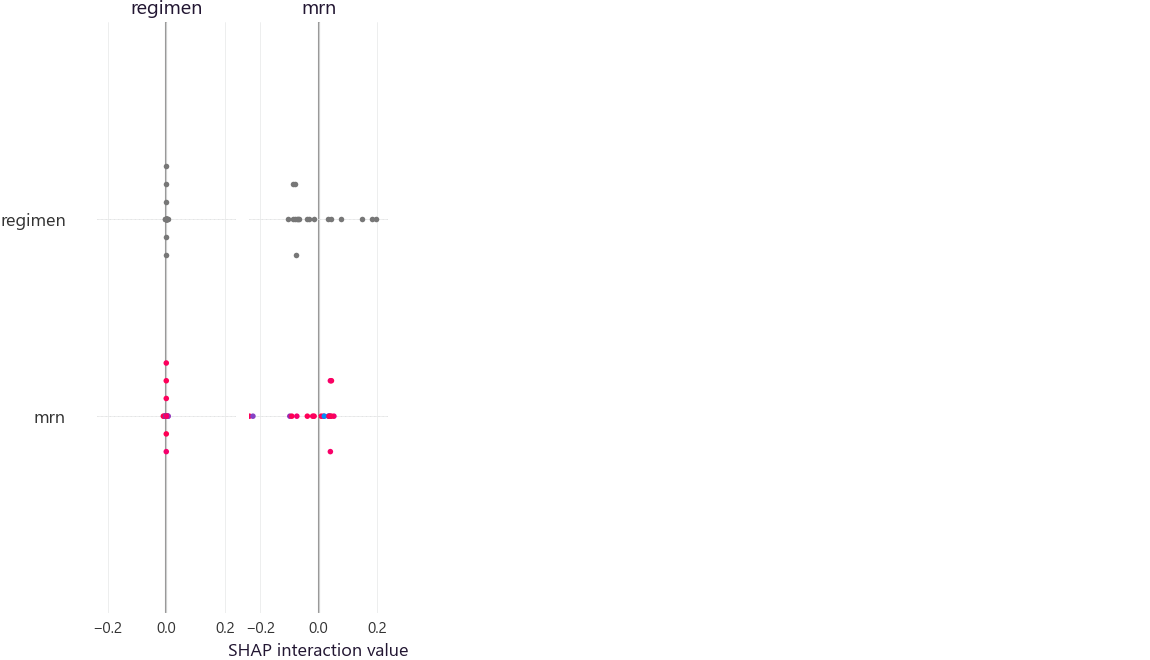 regimen mrn
regimen
mrn
−0.2 0.0 0.2 −0.2 0.0 0.2
SHAP interaction value